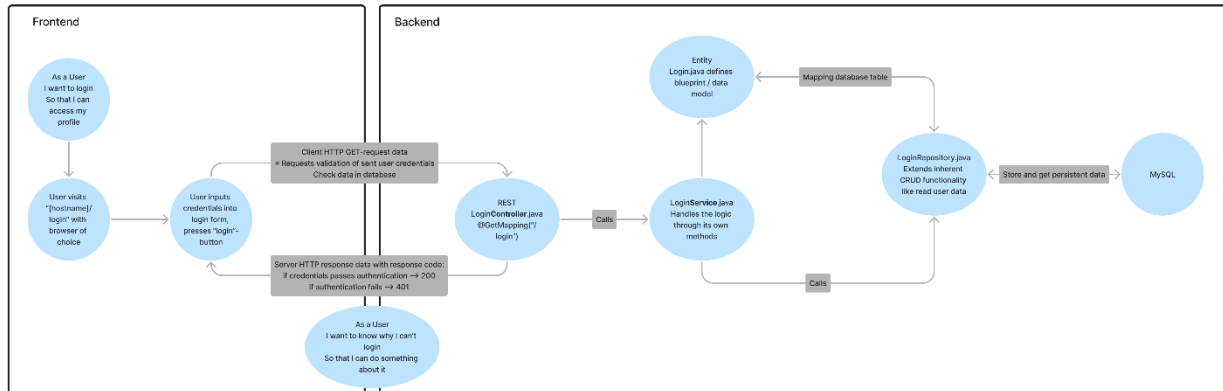 Frontend
Backend
As a User
I want to login
So that I can
access my
profile
User visits
"[hostname]/
login" with
browser of
choice
User inputs
credentials into
login form,
presses "login"-
button
Client HTTP GET-request data
= Requests validation of sent user credentials
Check data in database
Server HTTP response data with response code:
if credentials passes authentication → 200
if authentication fails → 401
As a User
I want to know why I can't
login
So that I can do something
about it
REST
LoginController.java
@GetMapping("/
login")
Calls
Entity
Login.java defines
blueprint / data
model
LoginService.java
Handles the logic
through its own
methods
Mapping database table
Calls
LoginRepository.java
Extends inherent
CRUD functionality
like read user data
Store and get persistent data
MySQL